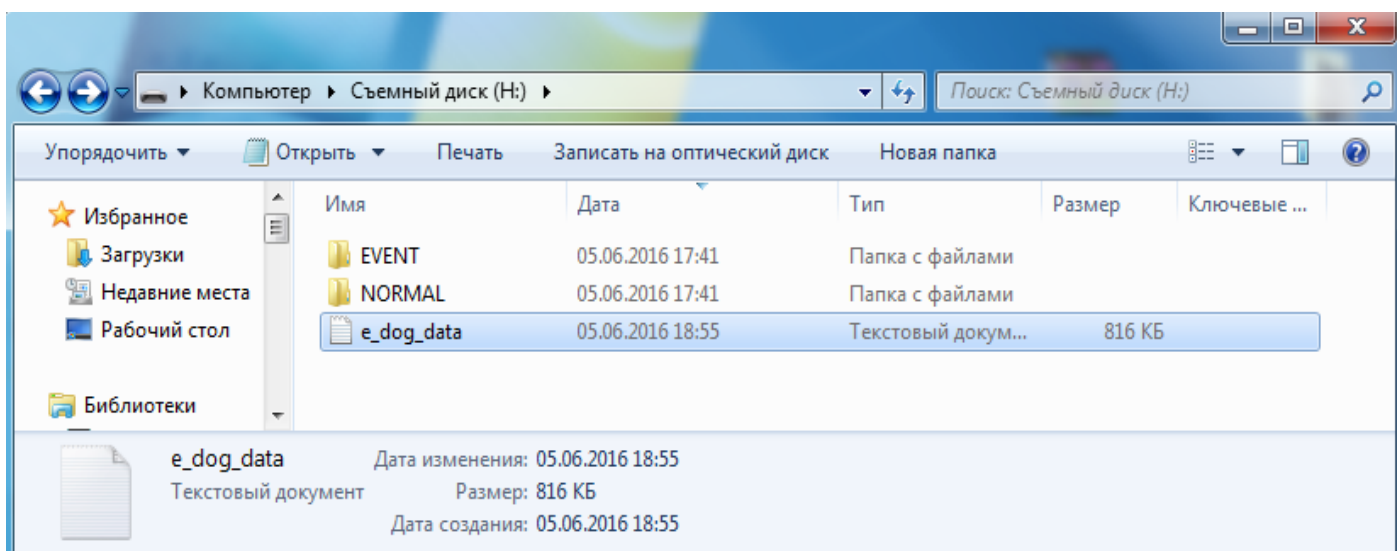 Компьютер Съемный диск (H:) Поиск: Съемный диск (H:)
Упорядочить Открыть Печать Записать на оптический диск Новая папка
Избранное
Загрузки
Недавние места
Рабочий стол
Библиотеки
Имя Дата Тип Размер Ключевые ...
EVENT 05.06.2016 17:41 Папка с файлами
NORMAL 05.06.2016 17:41 Папка с файлами
e_dog_data 05.06.2016 18:55 Текстовый докум... 816 КБ
e_dog_data Дата изменения: 05.06.2016 18:55
Текстовый документ Размер: 816 КБ
Дата создания: 05.06.2016 18:55